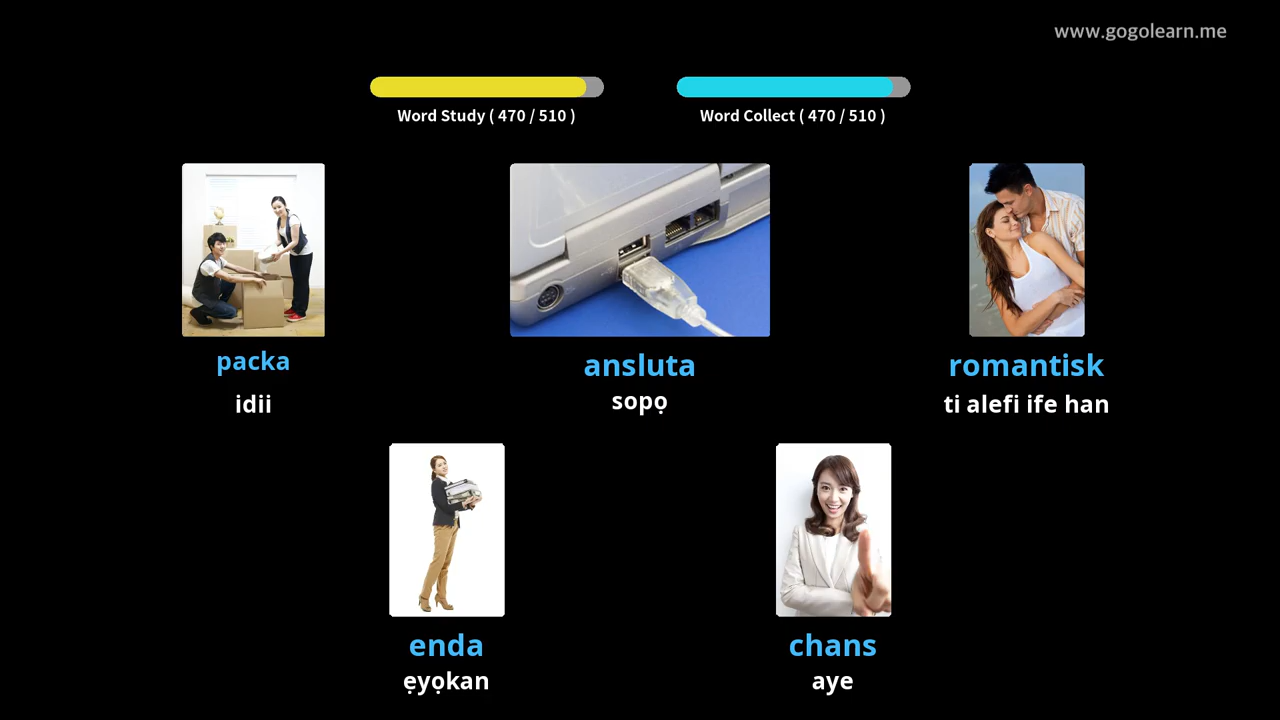 www.gogolearn.me
Word Study ( 470 / 510 )
Word Collect ( 470 / 510 )
packa
idii
ansluta
sopọ
romantisk
ti alefi ife han
enda
ẹyọkan
chans
aye